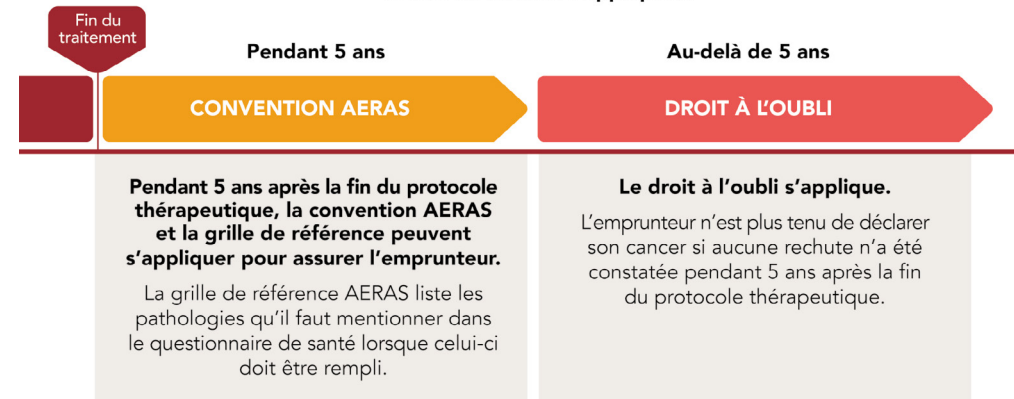 Fin du
traitement
Pendant 5 ans
Au-delà de 5 ans
CONVENTION AERAS
DROIT À L'OUBLI
Pendant 5 ans après la fin du protocole
thérapeutique, la convention AERAS
et la grille de référence peuvent
s'appliquer pour assurer l'emprunteur.
La grille de référence AERAS liste les
pathologies qu'il faut mentionner dans
le questionnaire de santé lorsque celui-ci
doit être rempli.
Le droit à l'oubli s'applique.
L'emprunteur n'est plus tenu de déclarer
son cancer si aucune rechute n'a été
constatée pendant 5 ans après la fin
du protocole thérapeutique.